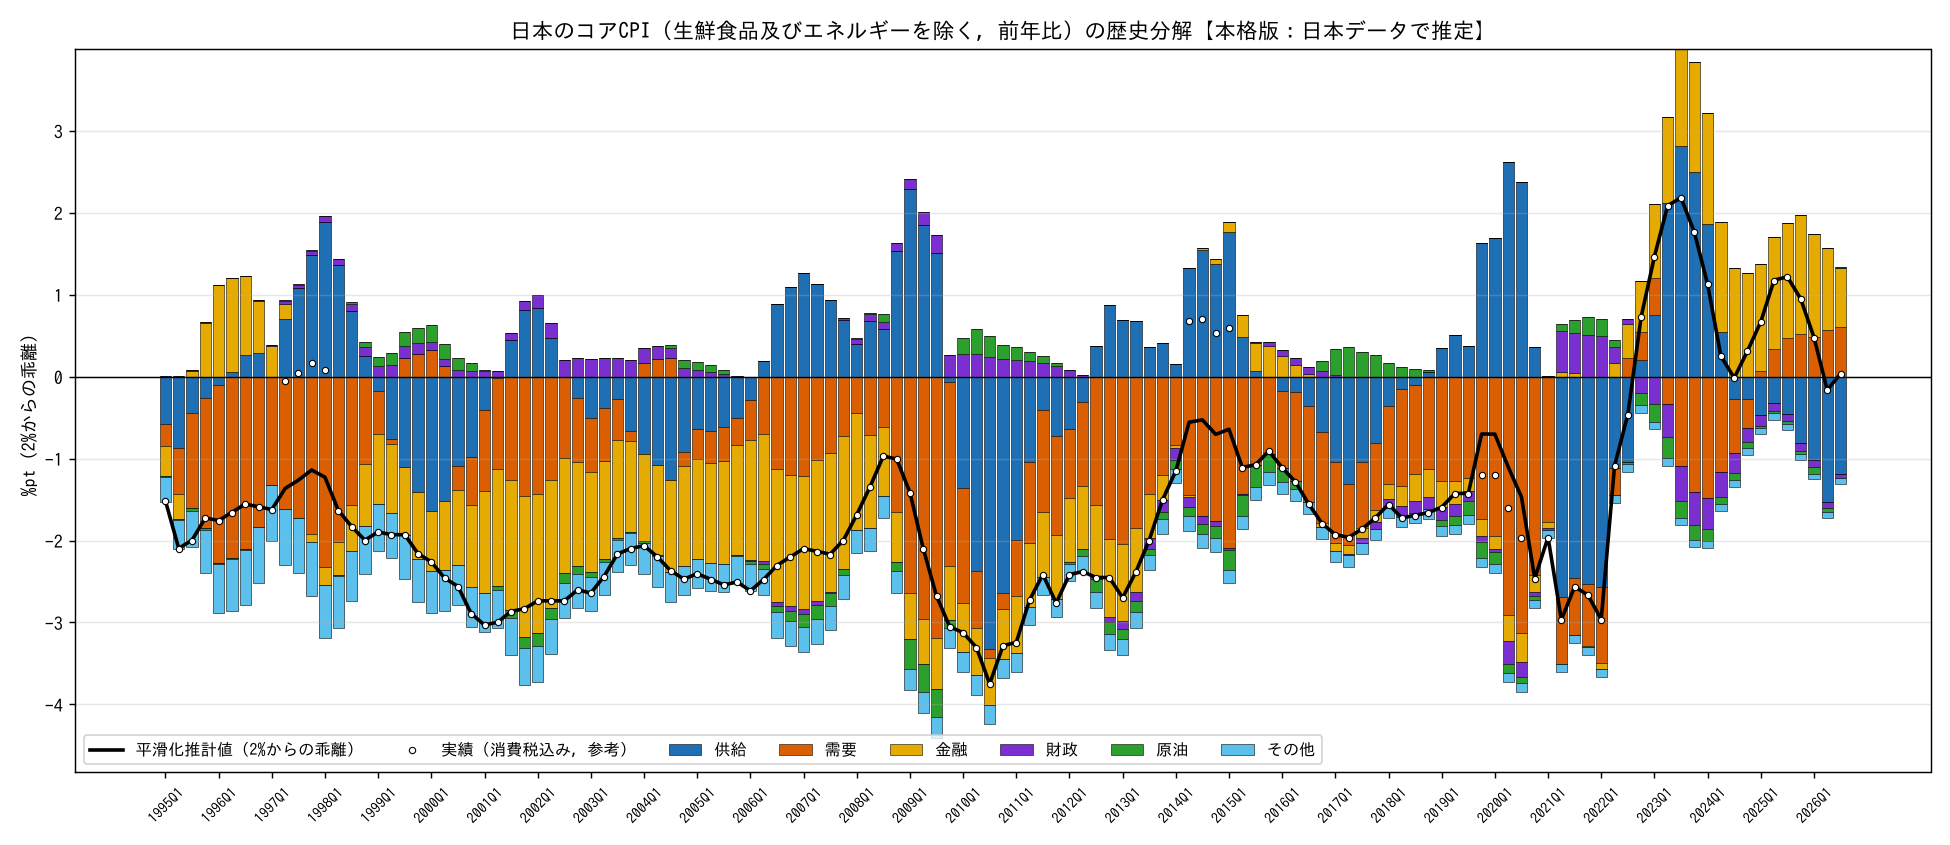 日本のコアCPI（生鮮食品及びエネルギーを除く, 前年比）の歴史分解【本格版：日本データで推定】
%pt（2%からの乖離）
3
2
1
0
−1
−2
−3
−4
平滑化推計値（2%からの乖離） 実績（消費税込み, 参考） 供給 需要 金融 財政 原油 その他
1995Q1 1996Q1 1997Q1 1998Q1 1999Q1 2000Q1 2001Q1 2002Q1 2003Q1 2004Q1 2005Q1 2006Q1 2007Q1 2008Q1 2009Q1 2010Q1 2011Q1 2012Q1 2013Q1 2014Q1 2015Q1 2016Q1 2017Q1 2018Q1 2019Q1 2020Q1 2021Q1 2022Q1 2023Q1 2024Q1 2025Q1 2026Q1